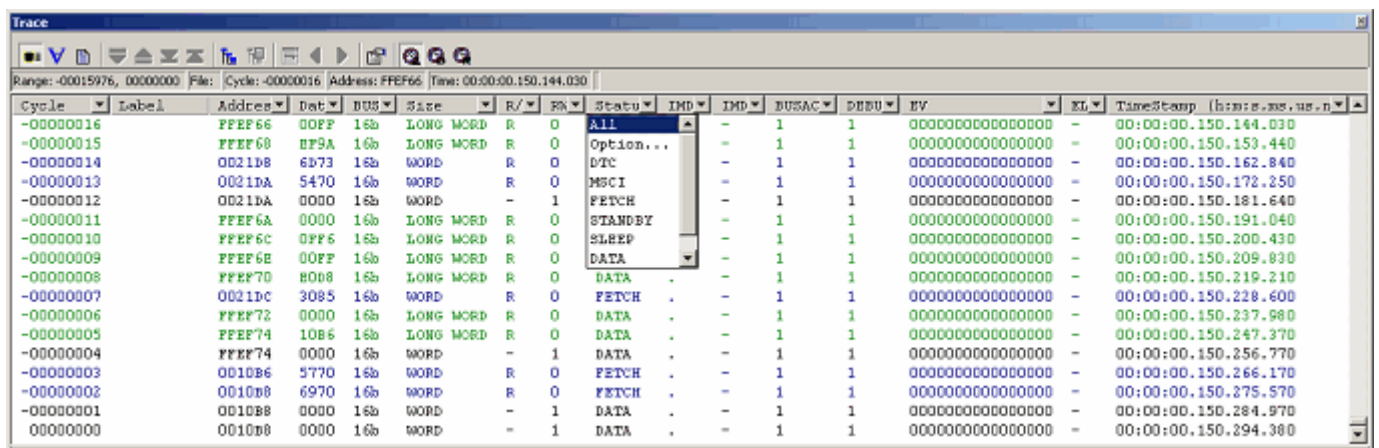 Trace
Range: -00015976, 00000000 File: Cycle: -00000016 Address: FFEF66 Time: 00:00:00.150.144.030
Cycle Label Addres Dat BUS Size R/ RW Statu IMD IMD BUSAC DEBU EV EL TimeStamp (h:m:s.ms.us.n
-00000016 FFEF66 00FF 16b LONG WORD R 0 All - 1 1 0000000000000000 - 00:00:00.150.144.030
-00000015 FFEF68 BF9A 16b LONG WORD R 0 Option... - 1 1 0000000000000000 - 00:00:00.150.153.440
-00000014 0021D8 6D73 16b WORD R 0 DTC - 1 1 0000000000000000 - 00:00:00.150.162.840
-00000013 0021DA 5470 16b WORD R 0 MSCI - 1 1 0000000000000000 - 00:00:00.150.172.250
-00000012 0021DA 0000 16b WORD - 1 FETCH - 1 1 0000000000000000 - 00:00:00.150.181.640
-00000011 FFEF6A 0000 16b LONG WORD R 0 STANDBY - 1 1 0000000000000000 - 00:00:00.150.191.040
-00000010 FFEF6C 0FF6 16b LONG WORD R 0 SLEEP - 1 1 0000000000000000 - 00:00:00.150.200.430
-00000009 FFEF6E 00FF 16b LONG WORD R 0 DATA - 1 1 0000000000000000 - 00:00:00.150.209.830
-00000008 FFEF70 B0D8 16b LONG WORD R 0 DATA . - 1 1 0000000000000000 - 00:00:00.150.219.210
-00000007 0021DC 3085 16b WORD R 0 FETCH . - 1 1 0000000000000000 - 00:00:00.150.228.600
-00000006 FFEF72 0000 16b LONG WORD R 0 DATA . - 1 1 0000000000000000 - 00:00:00.150.237.980
-00000005 FFEF74 10B6 16b LONG WORD R 0 DATA . - 1 1 0000000000000000 - 00:00:00.150.247.370
-00000004 FFEF74 0000 16b WORD - 1 DATA . - 1 1 0000000000000000 - 00:00:00.150.256.770
-00000003 0010B6 5770 16b WORD R 0 FETCH . - 1 1 0000000000000000 - 00:00:00.150.266.170
-00000002 0010B8 6970 16b WORD R 0 FETCH . - 1 1 0000000000000000 - 00:00:00.150.275.570
-00000001 0010B8 0000 16b WORD - 1 DATA . - 1 1 0000000000000000 - 00:00:00.150.284.970
00000000 0010B8 0000 16b WORD - 1 DATA . - 1 1 0000000000000000 - 00:00:00.150.294.380